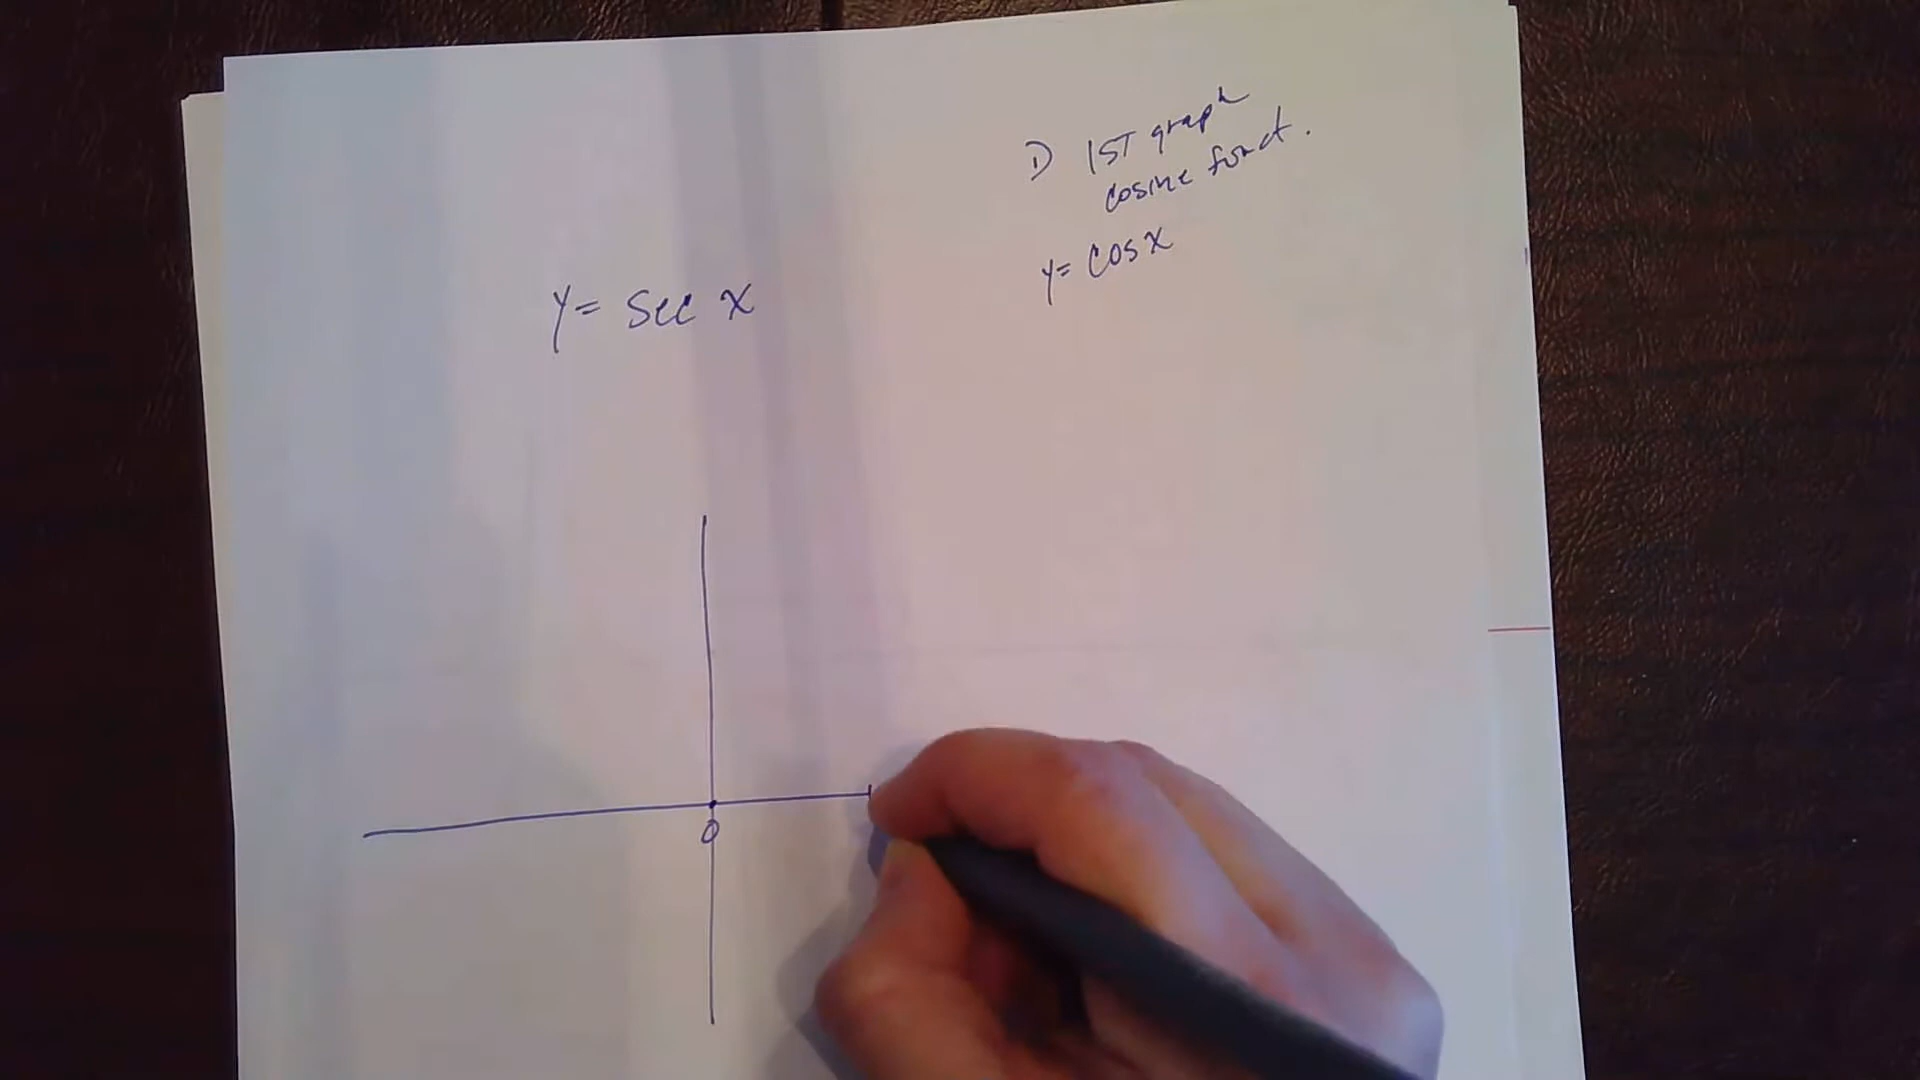 1) 1ST graph
cosine funct.
y = cos x
y = sec x
0